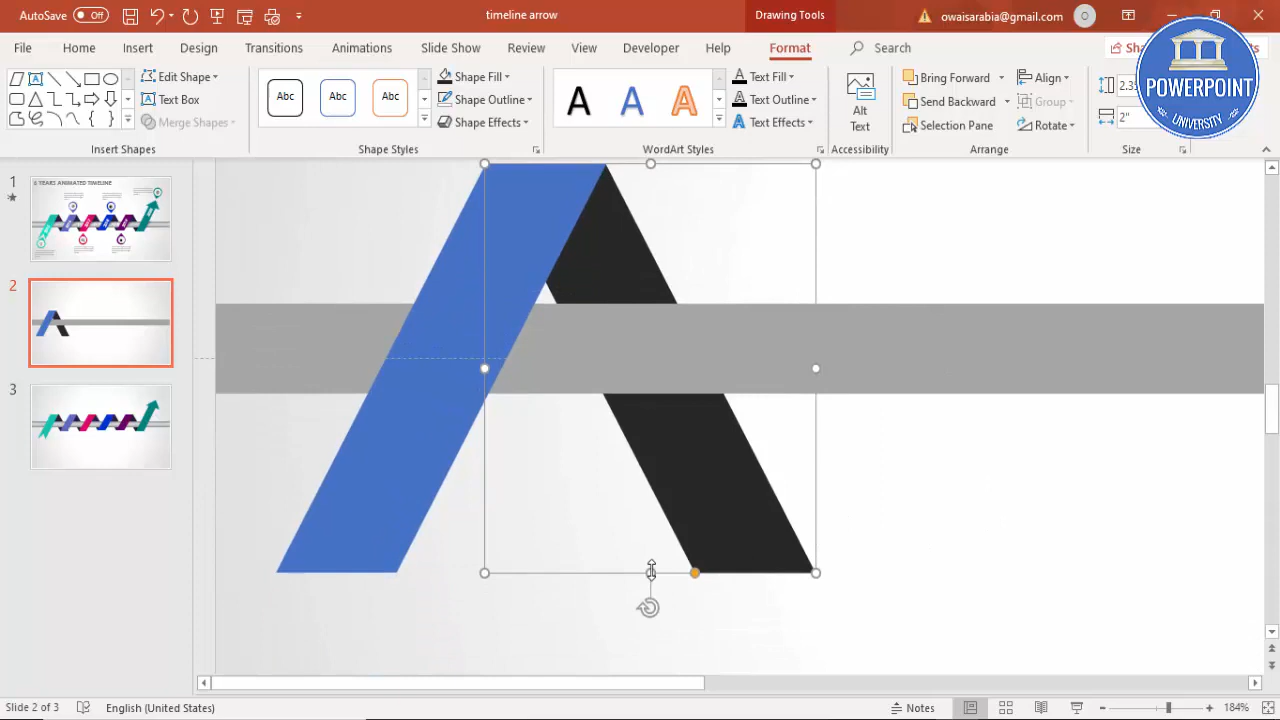 AutoSave Off
timeline arrow
Drawing Tools
owaisarabia@gmail.com
File Home Insert Design Transitions Animations Slide Show Review View Developer Help Format Search
POWERPOINT
UNIVERSITY
Edit Shape
Text Box
Merge Shapes
Insert Shapes
Abc Abc Abc
Shape Fill
Shape Outline
Shape Effects
Shape Styles
A A A
Text Fill
Text Outline
Text Effects
WordArt Styles
Alt
Text
Accessibility
Bring Forward
Send Backward
Selection Pane
Align
Group
Rotate
Arrange
2"
Size
1
6 YEARS ANIMATED TIMELINE
2
3
Slide 2 of 3
English (United States)
Notes
184%